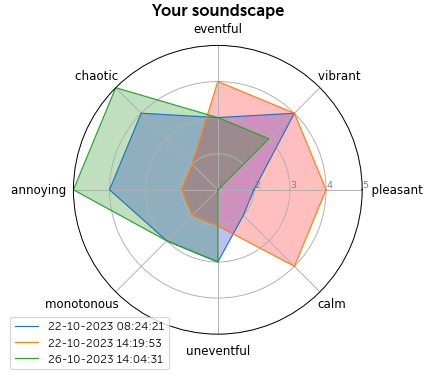 Your soundscape
eventful
chaotic
vibrant
annoying
1 2 3 4 5
pleasant
monotonous
calm
uneventful
22-10-2023 08:24:21
22-10-2023 14:19:53
26-10-2023 14:04:31